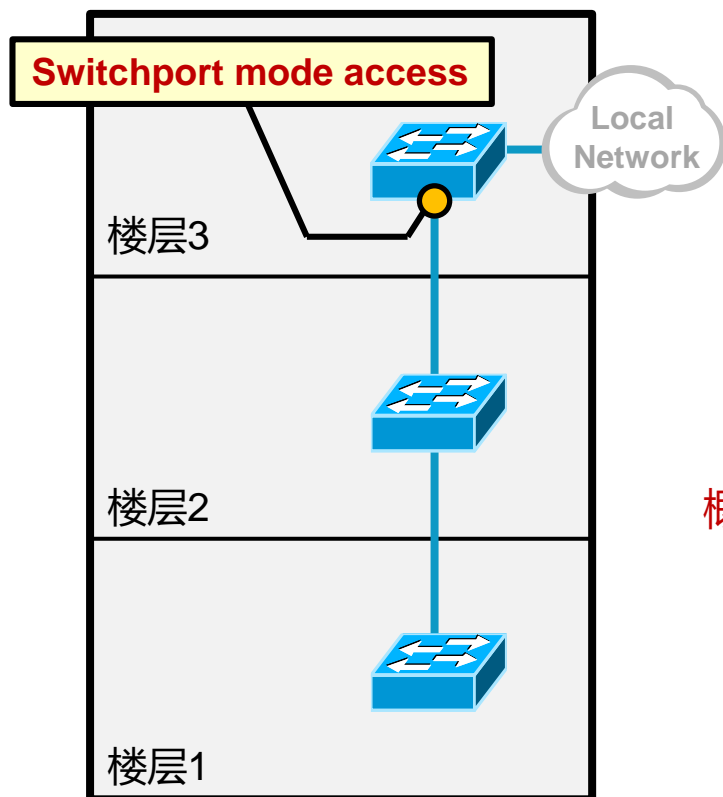 Switchport mode access
Local
Network
楼层3
楼层2
楼层1